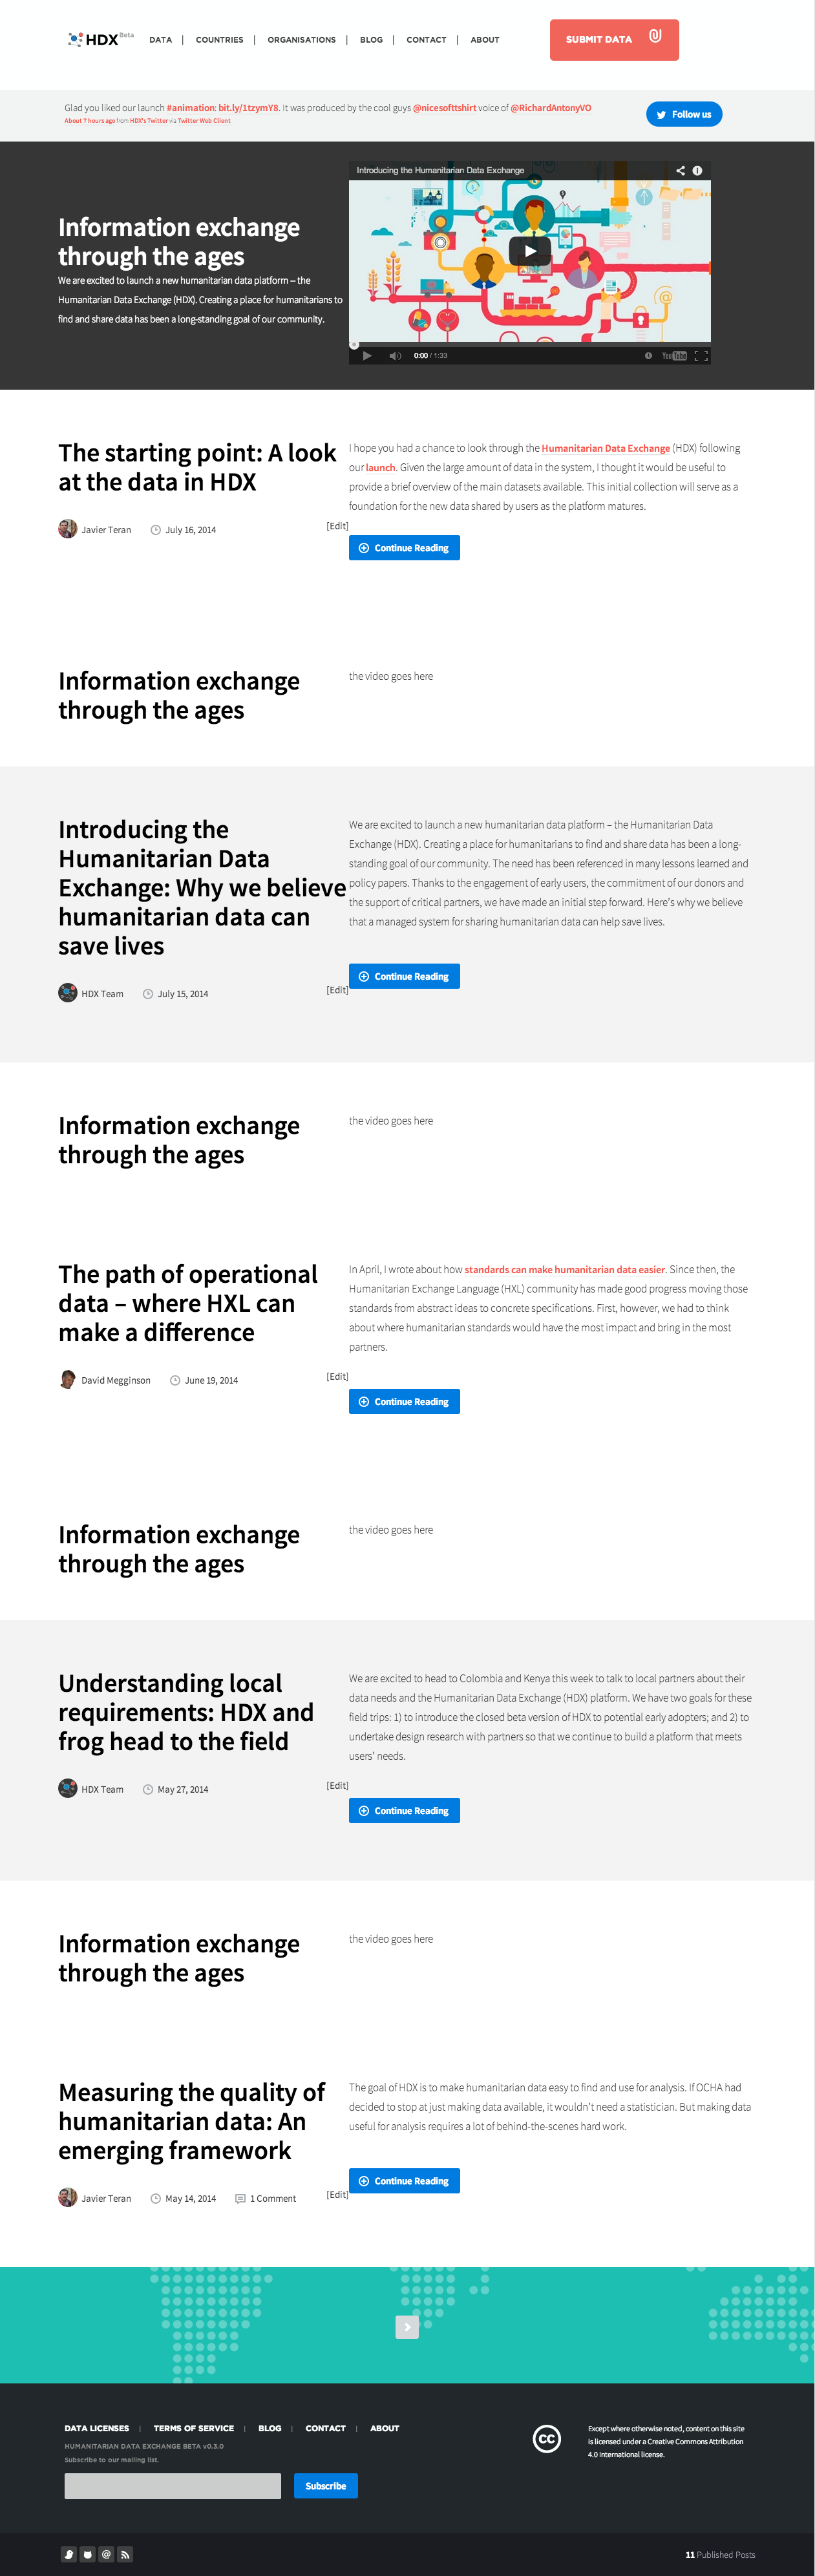 HDX Beta
DATA | COUNTRIES | ORGANISATIONS | BLOG | CONTACT | ABOUT
SUBMIT DATA
Glad you liked our launch #animation: bit.ly/1tzymY8. It was produced by the cool guys @nicesofttshirt voice of @RichardAntonyVO
About 7 hours ago from HDX's Twitter via Twitter Web Client
Follow us
Introducing the Humanitarian Data Exchange
Information exchange
through the ages
We are excited to launch a new humanitarian data platform – the
Humanitarian Data Exchange (HDX). Creating a place for humanitarians to
find and share data has been a long-standing goal of our community.
0:00 / 1:33
YouTube
The starting point: A look
at the data in HDX
Javier Teran
July 16, 2014
[Edit]
I hope you had a chance to look through the Humanitarian Data Exchange (HDX) following
our launch. Given the large amount of data in the system, I thought it would be useful to
provide a brief overview of the main datasets available. This initial collection will serve as a
foundation for the new data shared by users as the platform matures.
Continue Reading
Information exchange
through the ages
the video goes here
Introducing the
Humanitarian Data
Exchange: Why we believe
humanitarian data can
save lives
HDX Team
July 15, 2014
[Edit]
We are excited to launch a new humanitarian data platform – the Humanitarian Data
Exchange (HDX). Creating a place for humanitarians to find and share data has been a long-
standing goal of our community. The need has been referenced in many lessons learned and
policy papers. Thanks to the engagement of early users, the commitment of our donors and
the support of critical partners, we have made an initial step forward. Here's why we believe
that a managed system for sharing humanitarian data can help save lives.
Continue Reading
Information exchange
through the ages
the video goes here
The path of operational
data – where HXL can
make a difference
David Megginson
June 19, 2014
[Edit]
In April, I wrote about how standards can make humanitarian data easier. Since then, the
Humanitarian Exchange Language (HXL) community has made good progress moving those
standards from abstract ideas to concrete specifications. First, however, we had to think
about where humanitarian standards would have the most impact and bring in the most
partners.
Continue Reading
Information exchange
through the ages
the video goes here
Understanding local
requirements: HDX and
frog head to the field
HDX Team
May 27, 2014
[Edit]
We are excited to head to Colombia and Kenya this week to talk to local partners about their
data needs and the Humanitarian Data Exchange (HDX) platform. We have two goals for these
field trips: 1) to introduce the closed beta version of HDX to potential early adopters; and 2) to
undertake design research with partners so that we continue to build a platform that meets
users' needs.
Continue Reading
Information exchange
through the ages
the video goes here
Measuring the quality of
humanitarian data: An
emerging framework
Javier Teran
May 14, 2014
1 Comment
[Edit]
The goal of HDX is to make humanitarian data easy to find and use for analysis. If OCHA had
decided to stop at just making data available, it wouldn't need a statistician. But making data
useful for analysis requires a lot of behind-the-scenes hard work.
Continue Reading
DATA LICENSES | TERMS OF SERVICE | BLOG | CONTACT | ABOUT
HUMANITARIAN DATA EXCHANGE BETA v0.3.0
Subscribe to our mailing list.
Subscribe
cc
Except where otherwise noted, content on this site
is licensed under a Creative Commons Attribution
4.0 International license.
11 Published Posts